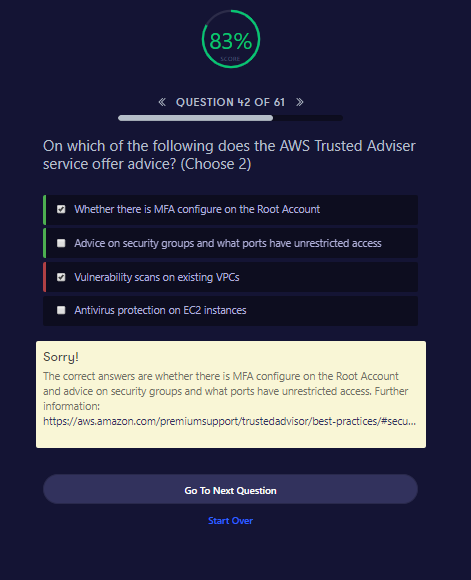 83%
SCORE
« QUESTION 42 OF 61 »
On which of the following does the AWS Trusted Adviser
service offer advice? (Choose 2)
Whether there is MFA configure on the Root Account
Advice on security groups and what ports have unrestricted access
Vulnerability scans on existing VPCs
Antivirus protection on EC2 instances
Sorry!
The correct answers are whether there is MFA configure on the Root Account
and advice on security groups and what ports have unrestricted access. Further
information:
https://aws.amazon.com/premiumsupport/trustedadvisor/best-practices/#secu...
Go To Next Question
Start Over